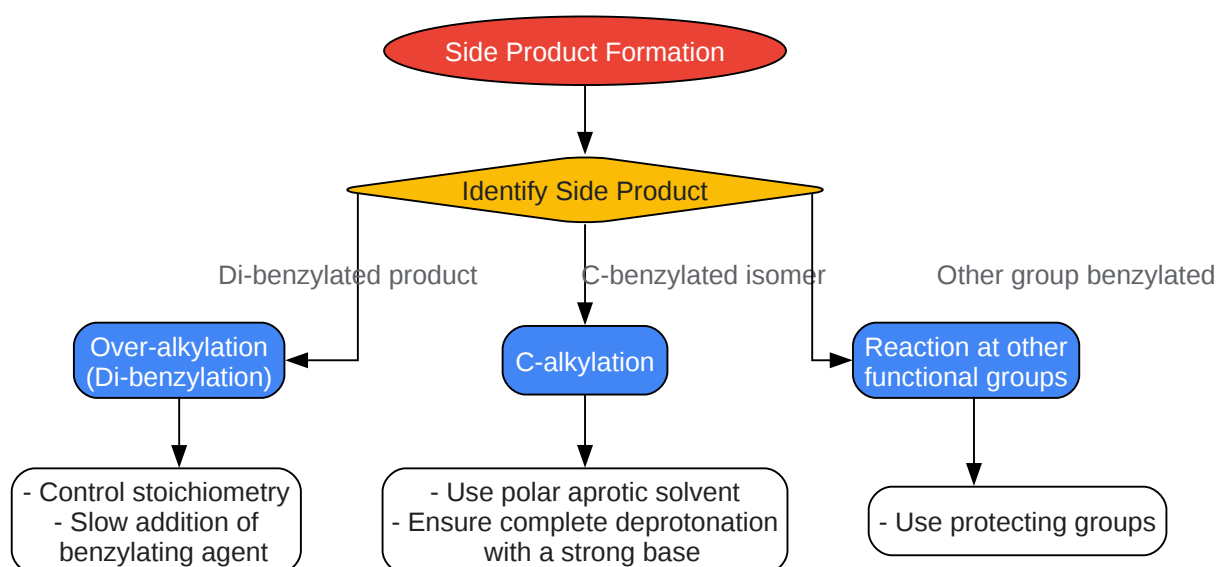 Side Product Formation
Identify Side Product
Di-benzylated product
C-benzylated isomer
Other group benzylated
Over-alkylation
(Di-benzylation)
C-alkylation
Reaction at other
functional groups
- Control stoichiometry
- Slow addition of
benzylating agent
- Use polar aprotic solvent
- Ensure complete deprotonation
with a strong base
- Use protecting groups